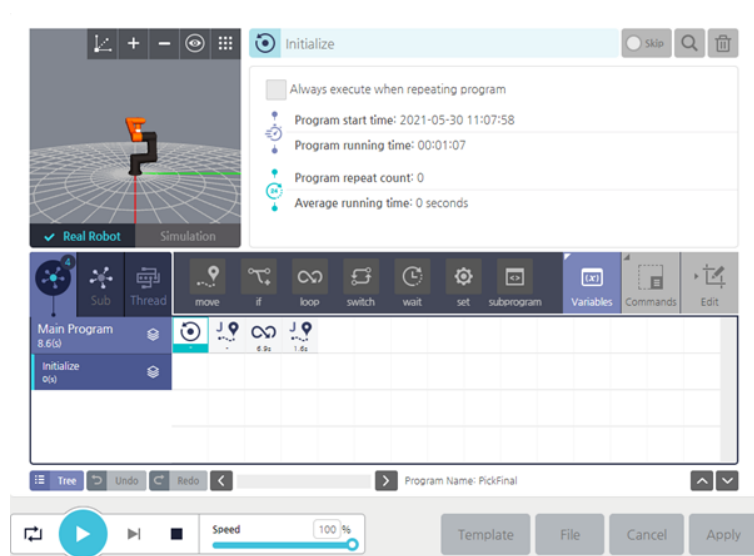 Initialize
Skip
Always execute when repeating program
Program start time: 2021-05-30 11:07:58
Program running time: 00:01:07
Program repeat count: 0
Average running time: 0 seconds
Real Robot Simulation
4
Sub Thread move if loop switch wait set subprogram Variables Commands Edit
Main Program
8.6(s)
J J
- - 6.9s 1.6s
Initialize
0(s)
Tree Undo Redo Program Name: PickFinal
Speed 100 %
Template File Cancel Apply